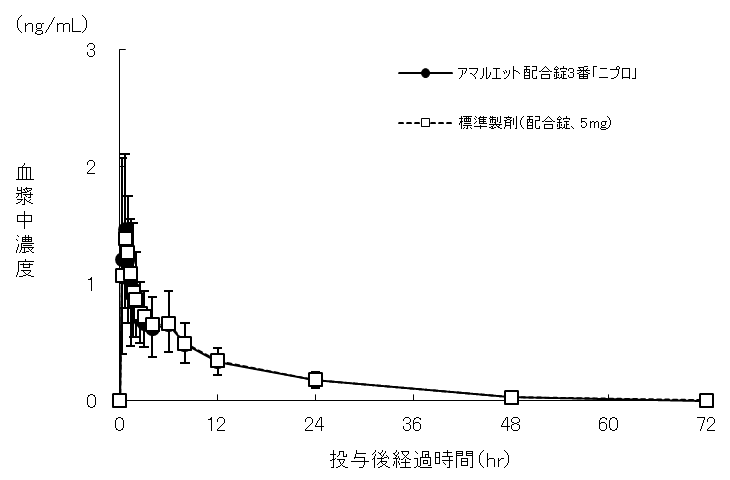 (ng/mL)
3
アマルエット配合錠3番「ニプロ」
標準製剤(配合錠、5mg)
2
血漿中濃度
1
0
0 12 24 36 48 60 72
投与後経過時間(hr)